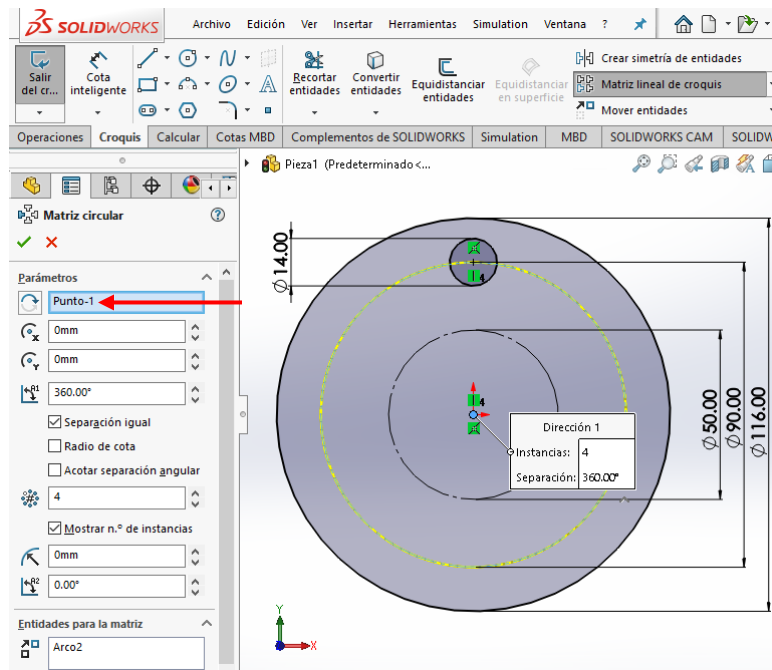 SOLIDWORKS
Archivo Edición Ver Insertar Herramientas Simulation Ventana ?
Salir del cr...
Cota inteligente
Recortar entidades
Convertir entidades
Equidistanciar entidades
Equidistanciar en superficie
Crear simetría de entidades
Matriz lineal de croquis
Mover entidades
Operaciones Croquis Calcular Cotas MBD Complementos de SOLIDWORKS Simulation MBD SOLIDWORKS CAM SOLIDW
Pieza1 (Predeterminado<...
Matriz circular
Parámetros
Punto-1
0mm
0mm
360.00°
Separación igual
Radio de cota
Acotar separación angular
4
Mostrar n.º de instancias
0mm
0.00°
Entidades para la matriz
Arco2
Ø14.00
4
4
Dirección 1
Instancias: 4
Separación: 360.00°
Ø50.00
Ø90.00
Ø116.00
Y
X